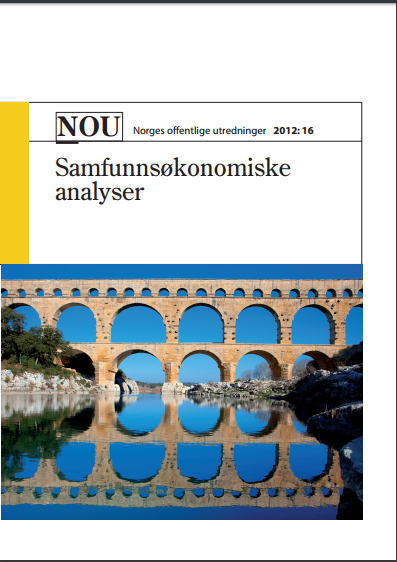 NOU Norges offentlige utredninger 2012: 16
Samfunnsøkonomiske
analyser